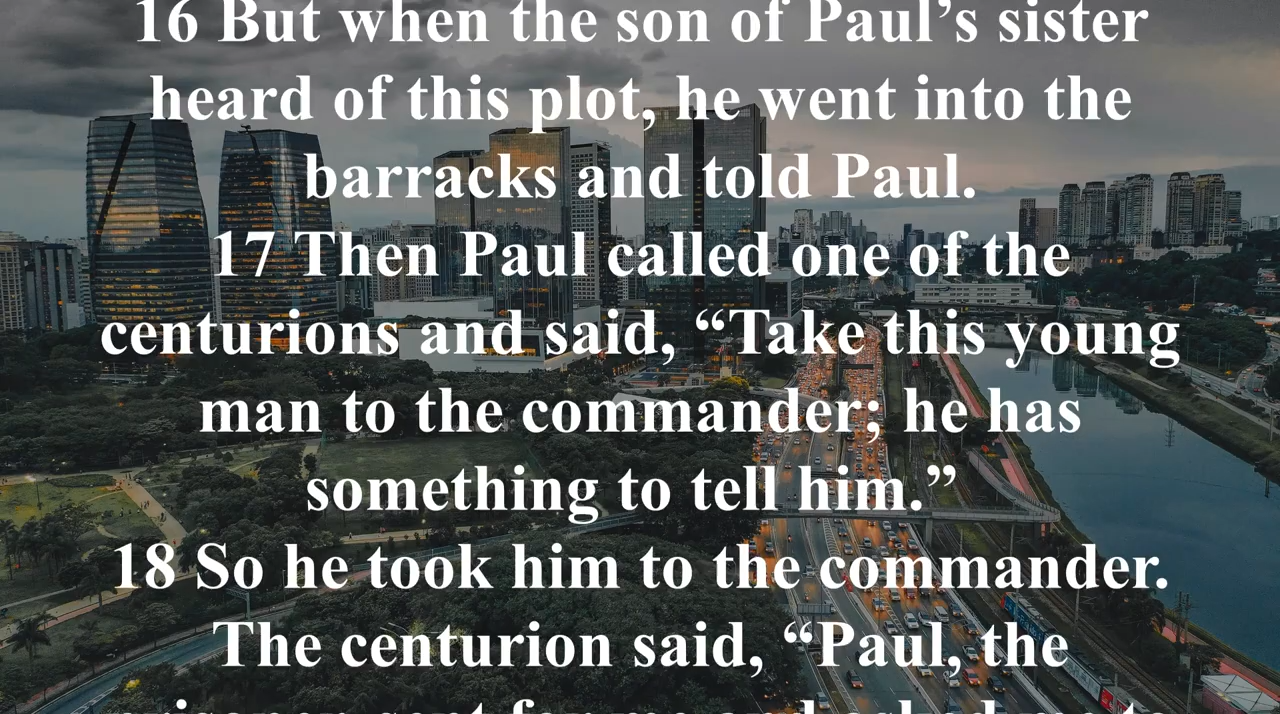 16 But when the son of Paul’s sister
heard of this plot, he went into the
barracks and told Paul.
17 Then Paul called one of the
centurions and said, “Take this young
man to the commander; he has
something to tell him.”
18 So he took him to the commander.
The centurion said, “Paul, the